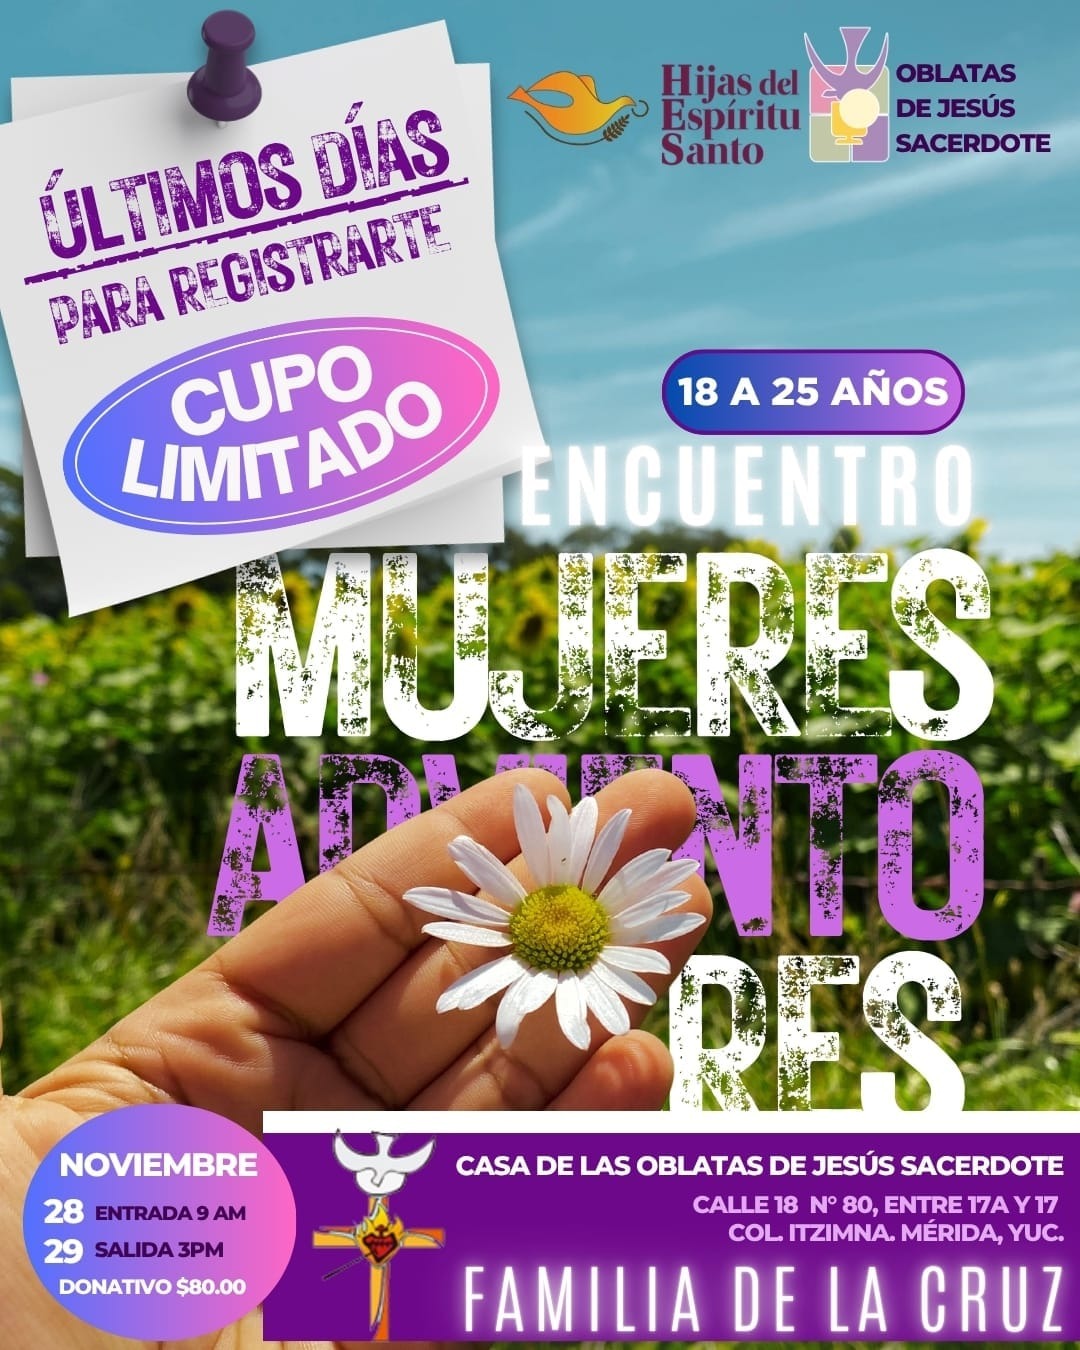 ÚLTIMOS DÍAS
PARA REGISTRARTE
CUPO
LIMITADO
Hijas del
Espíritu
Santo
OBLATAS
DE JESÚS
SACERDOTE
18 A 25 AÑOS
ENCUENTRO
MUJERES
ADVIENTO
RES
NOVIEMBRE
28 ENTRADA 9 AM
29 SALIDA 3PM
DONATIVO $80.00
CASA DE LAS OBLATAS DE JESÚS SACERDOTE
CALLE 18 N° 80, ENTRE 17A Y 17
COL. ITZIMNA. MÉRIDA, YUC.
FAMILIA DE LA CRUZ